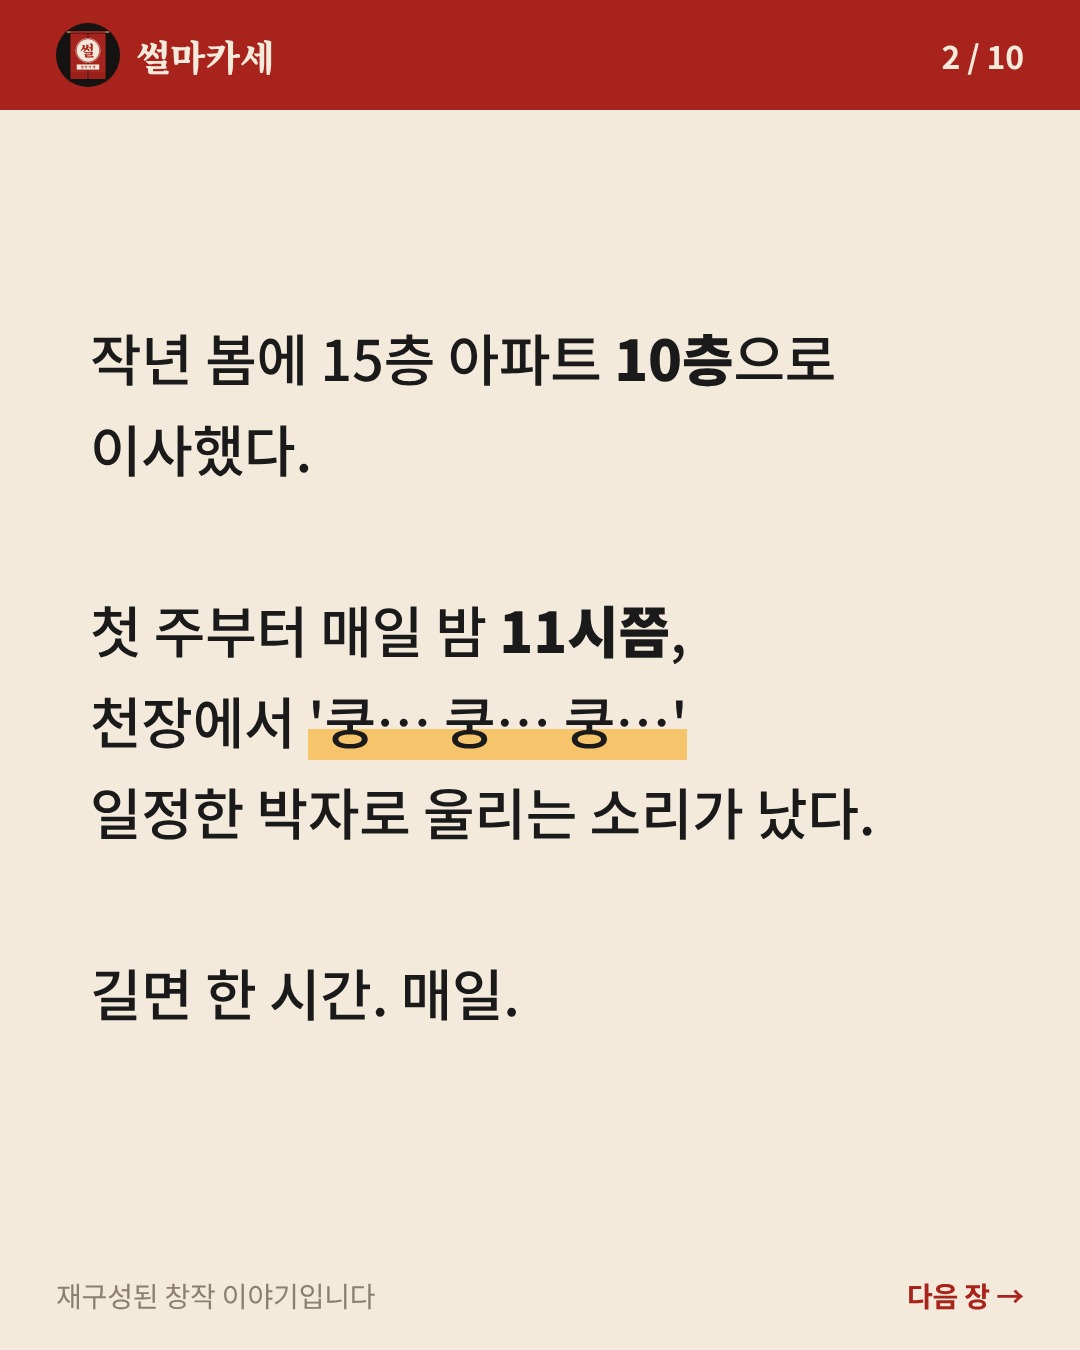 썰
썰마카세
2 / 10
작년 봄에 15층 아파트 10층으로
이사했다.
첫 주부터 매일 밤 11시쯤,
천장에서 '쿵… 쿵… 쿵…'
일정한 박자로 울리는 소리가 났다.
길면 한 시간. 매일.
재구성된 창작 이야기입니다
다음 장 →